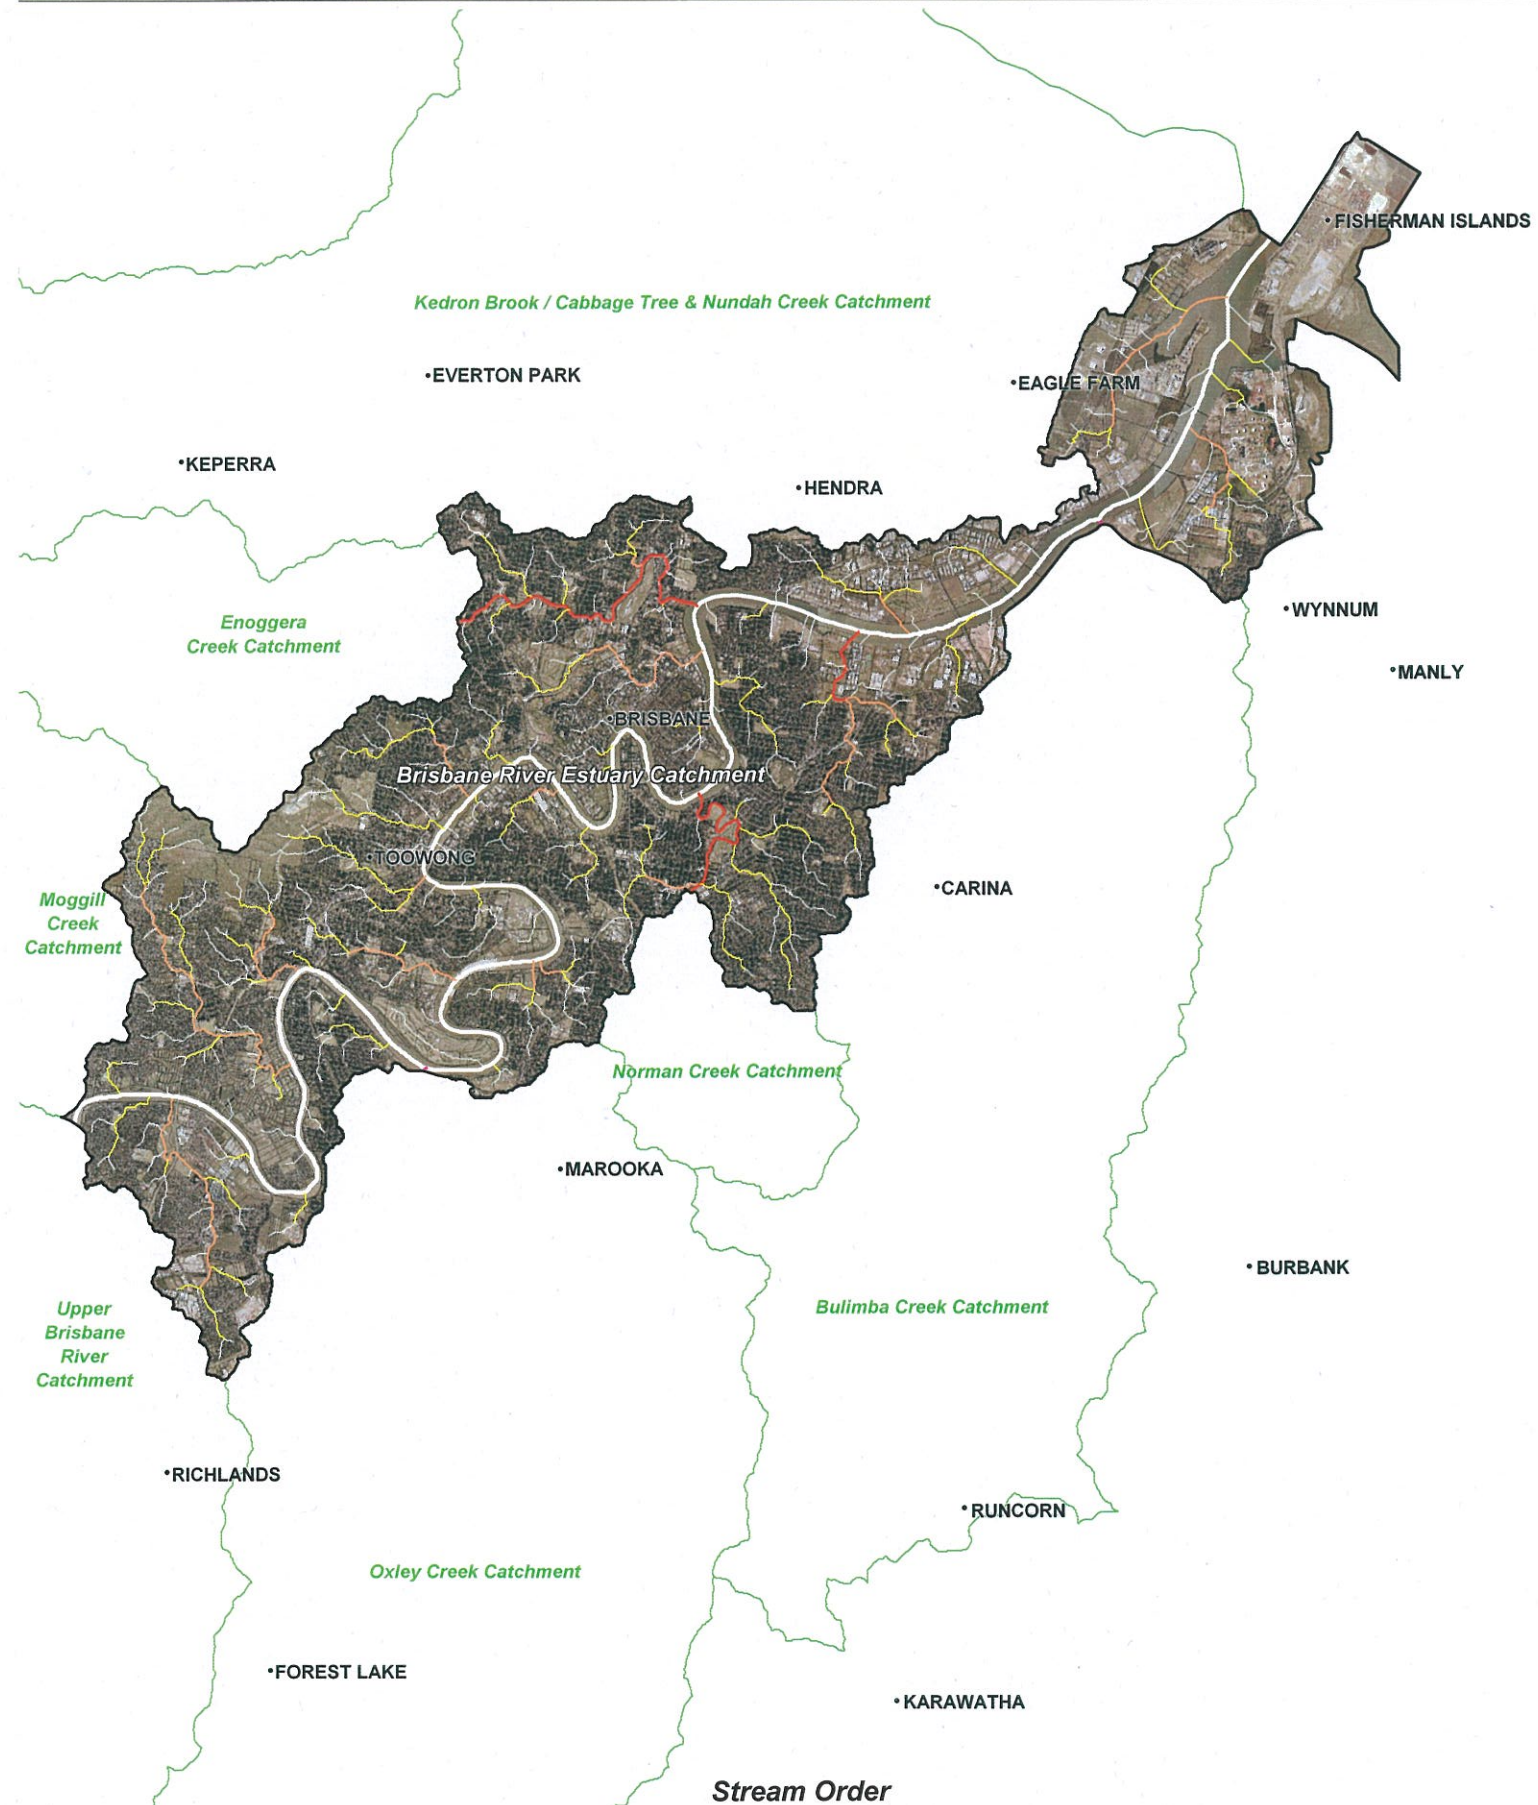 FISHERMAN ISLANDS
Kedron Brook / Cabbage Tree & Nundah Creek Catchment
EVERTON PARK
EAGLE FARM
KEPERRA
HENDRA
WYNNUM
Enoggera
Creek Catchment
MANLY
BRISBANE
Brisbane River Estuary Catchment
TOOWONG
CARINA
Moggill
Creek
Catchment
Norman Creek Catchment
MAROOKA
BURBANK
Upper
Brisbane
River
Catchment
Bulimba Creek Catchment
RICHLANDS
RUNCORN
Oxley Creek Catchment
FOREST LAKE
KARAWATHA
Stream Order